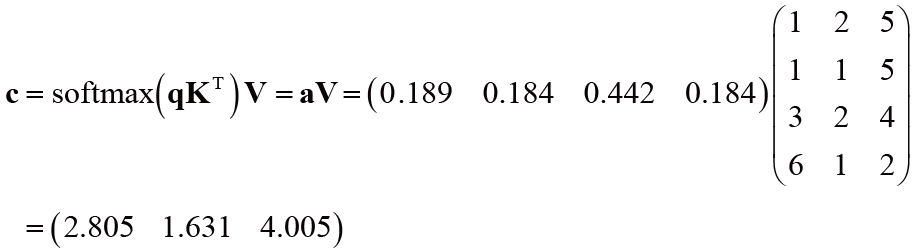 c = softmax(qKᵀ)V = aV = (0.189 0.184 0.442 0.184)
(1 2 5
1 1 5
3 2 4
6 1 2)
= (2.805 1.631 4.005)